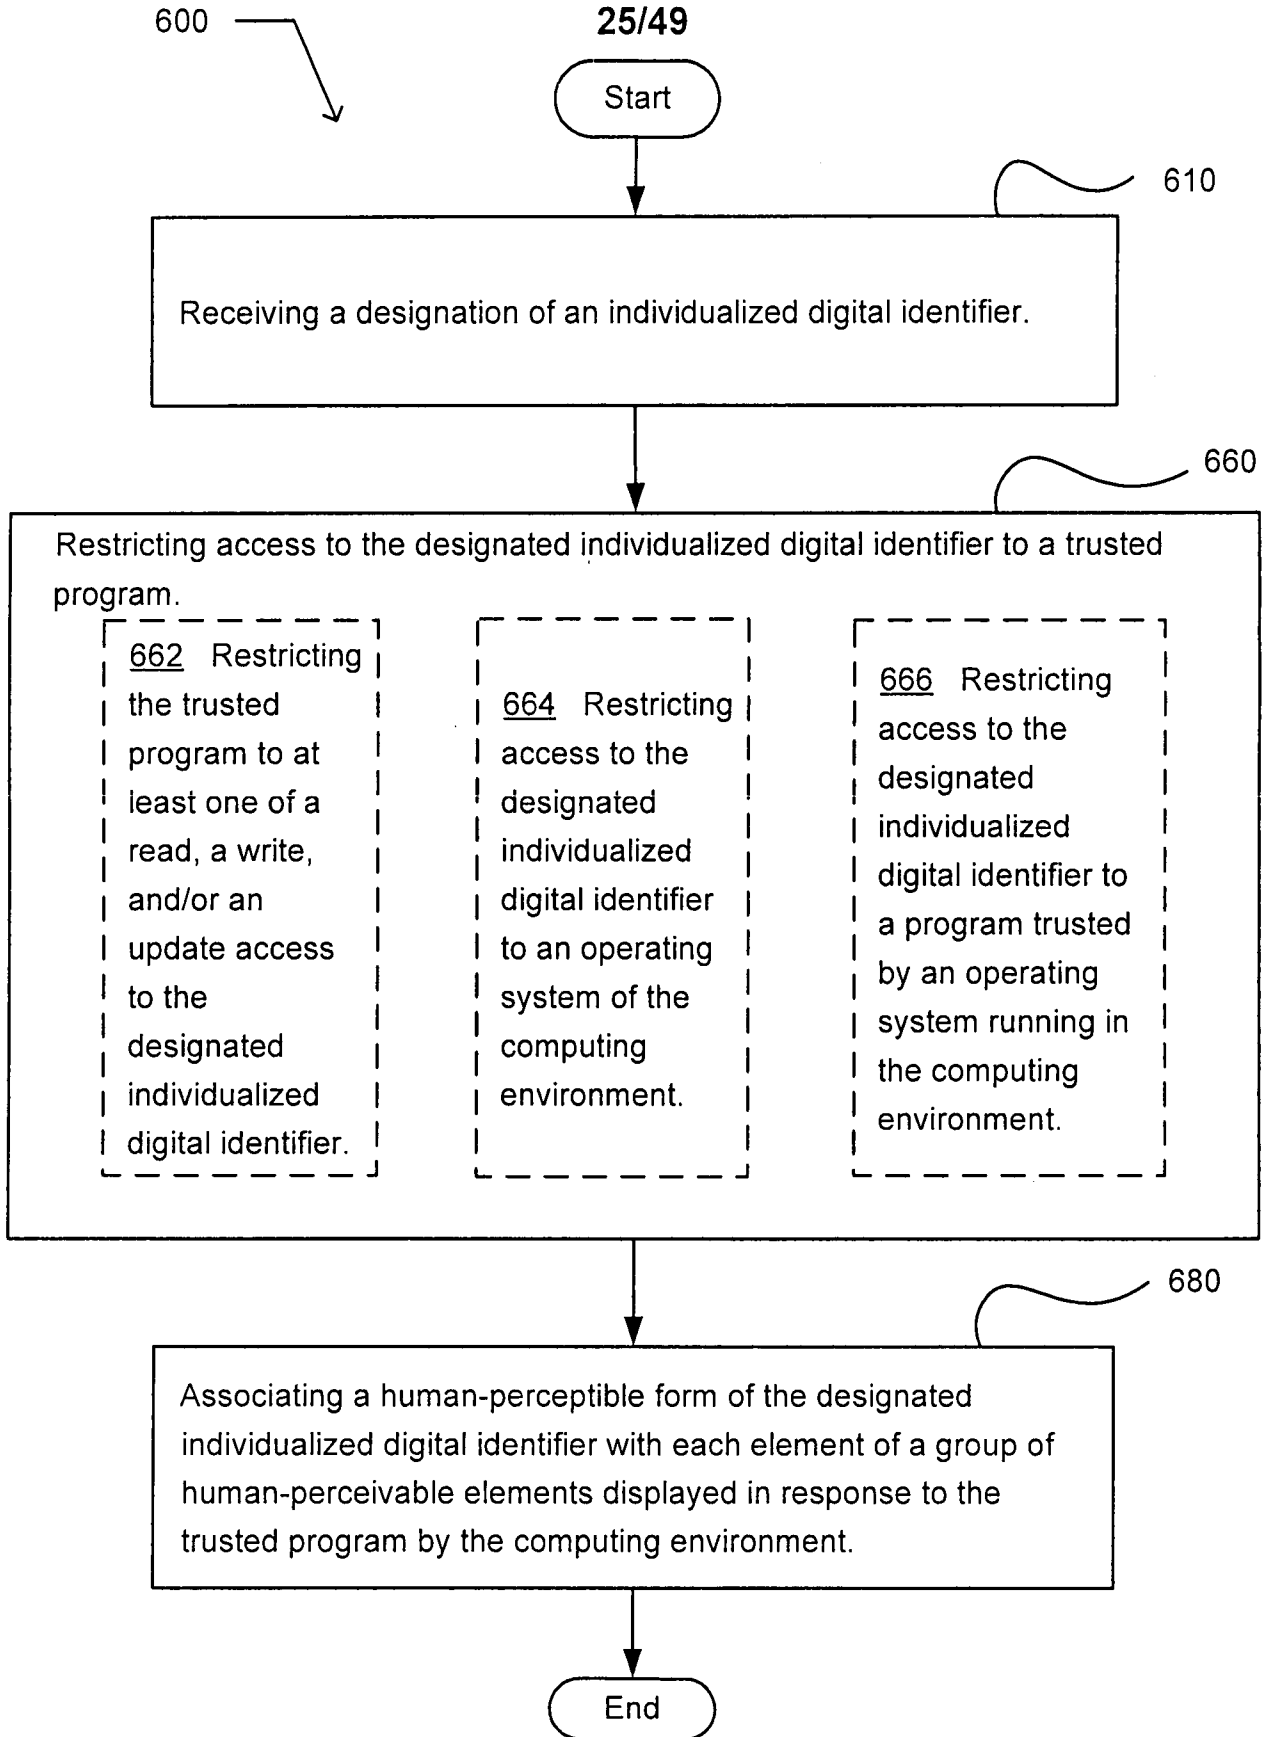 600
25/49
Start
610
Receiving a designation of an individualized digital identifier.
660
Restricting access to the designated individualized digital identifier to a trusted
program.
662 Restricting
the trusted
program to at
least one of a
read, a write,
and/or an
update access
to the
designated
individualized
digital identifier.
664 Restricting
access to the
designated
individualized
digital identifier
to an operating
system of the
computing
environment.
666 Restricting
access to the
designated
individualized
digital identifier to
a program trusted
by an operating
system running in
the computing
environment.
680
Associating a human-perceptible form of the designated
individualized digital identifier with each element of a group of
human-perceivable elements displayed in response to the
trusted program by the computing environment.
End